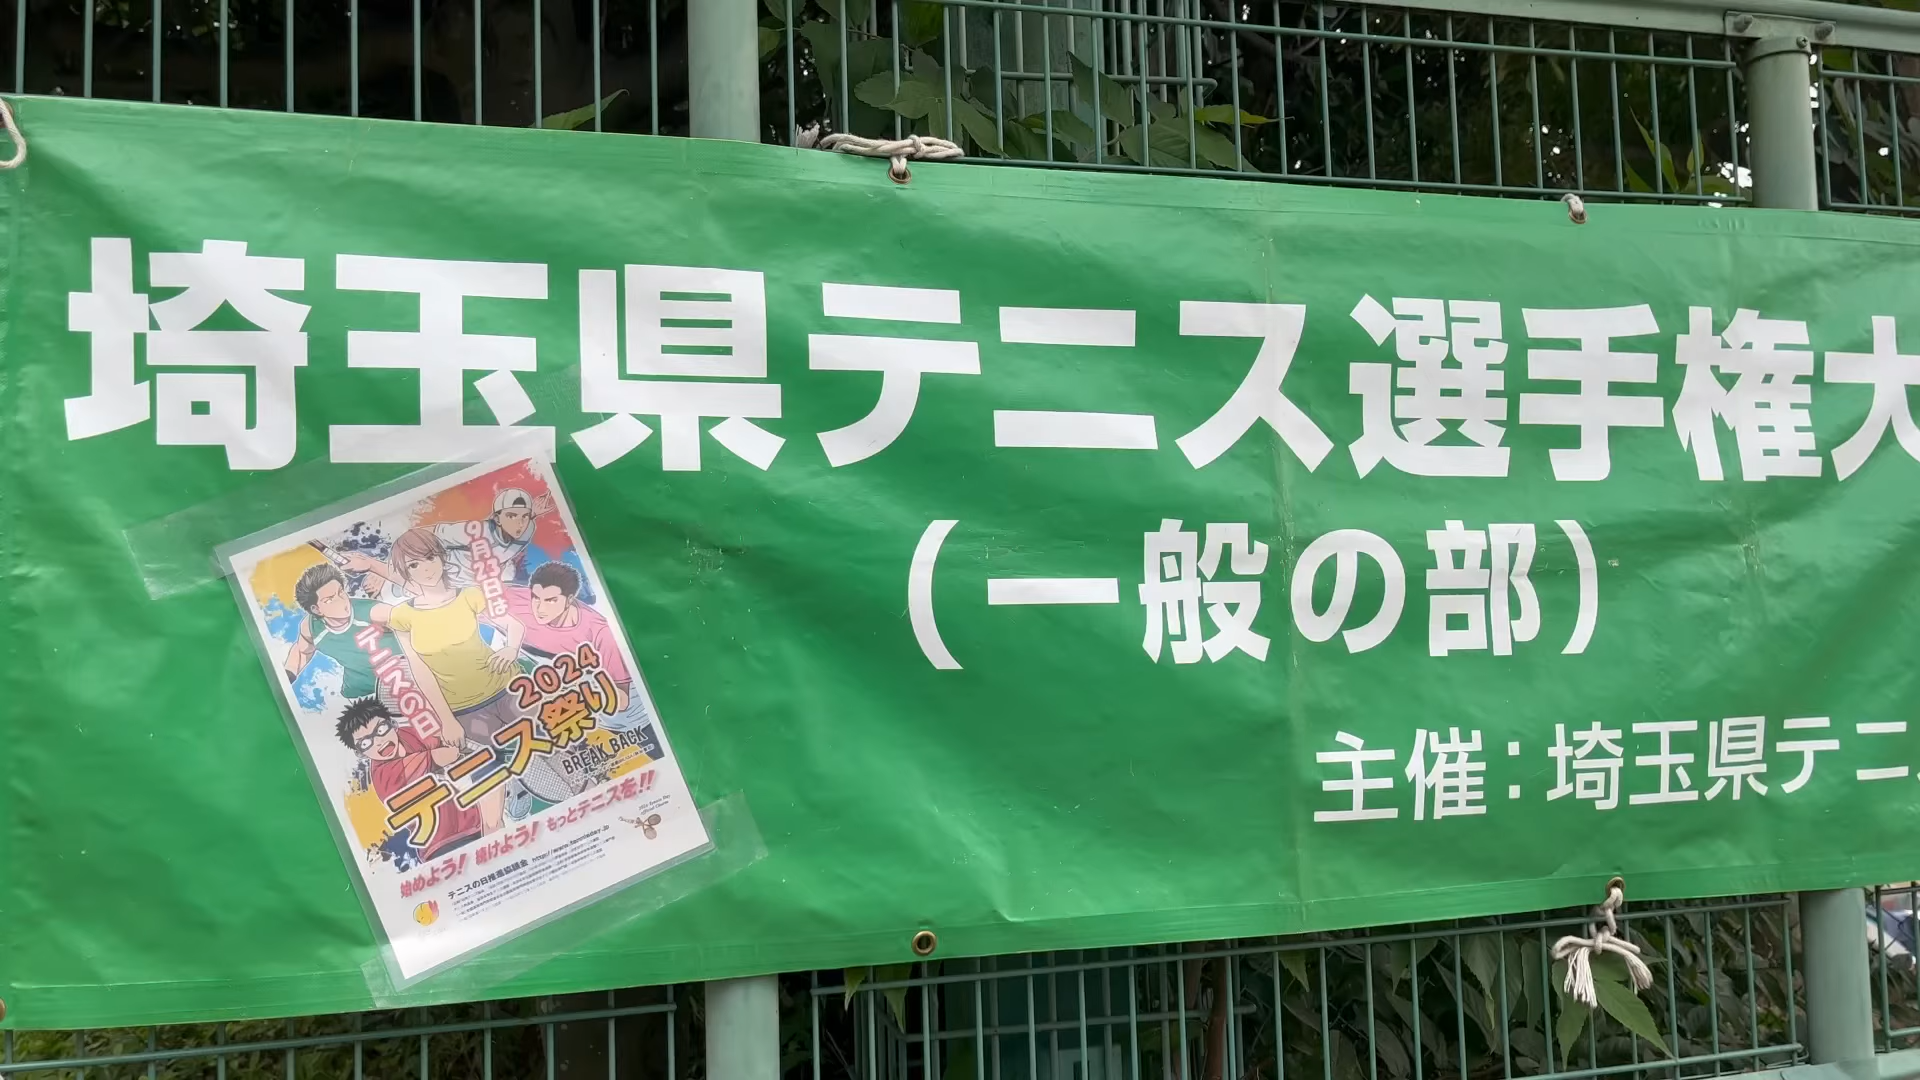 埼玉県テニス選手権大
(一般の部)
主催：埼玉県テニ
9月23日は
テニスの日
2024
テニス祭り
BREAK BACK
始めよう! 続けよう! もっとテニスを!!
テニスの日推進協議会